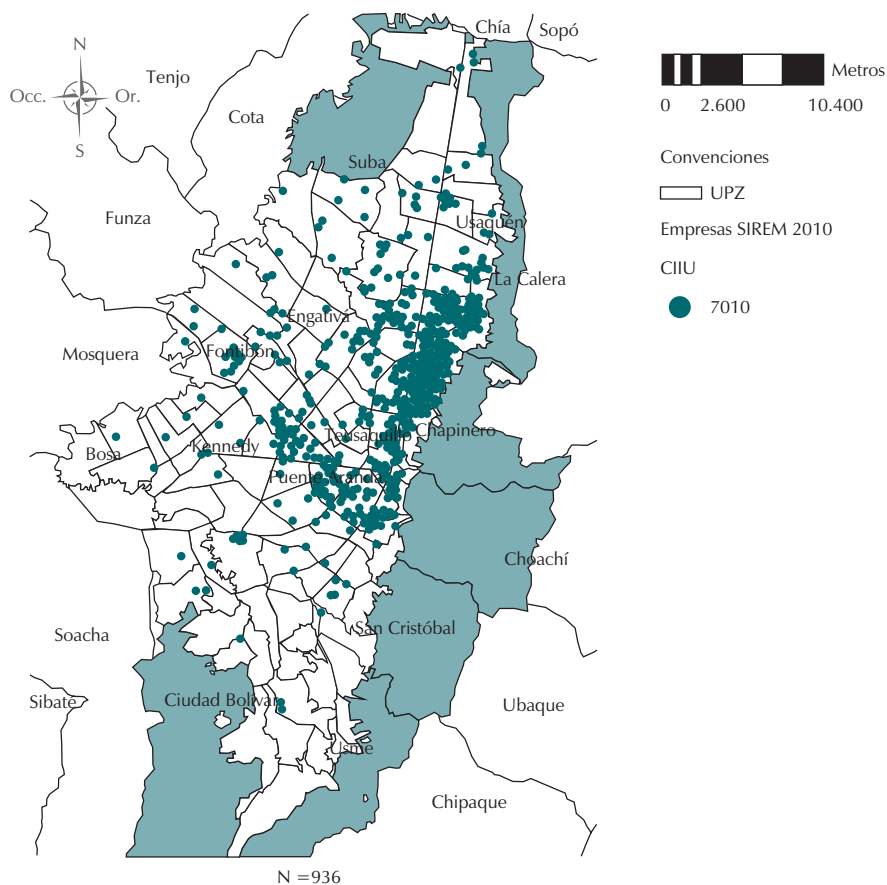 Chía
Sopó
N
Tenjo
Occ.
Or.
Cota
S
Suba
Funza
Usaquén
La Calera
Engativá
Mosquera
Fontibón
Chapinero
Teusaquillo
Kennedy
Bosa
Puente Aranda
Choachí
Soacha
San Cristóbal
Sibaté
Ciudad Bolívar
Ubaque
Usme
Chipaque
N =936
Metros
0 2.600 10.400
Convenciones
UPZ
Empresas SIREM 2010
CIIU
7010